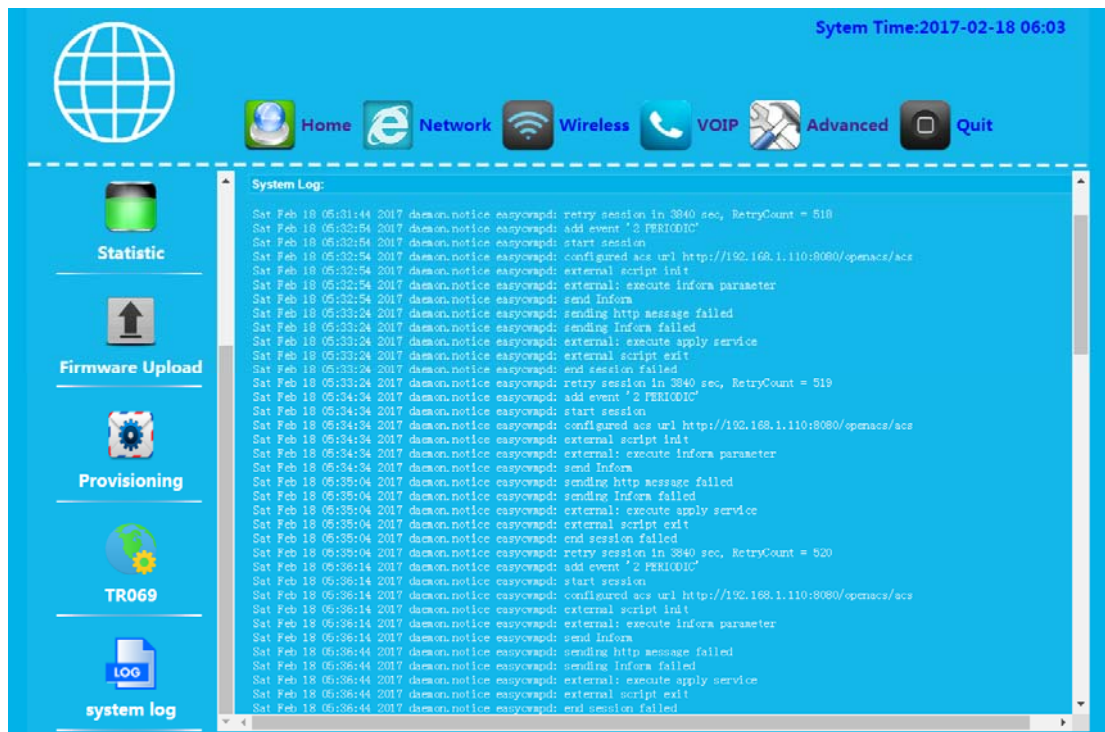 Sytem Time:2017-02-18 06:03
Home
Network
Wireless
VOIP
Advanced
Quit
Statistic
Firmware Upload
Provisioning
TR069
LOG
system log
System Log:
Sat Feb 18 05:31:44 2017 daemon.notice easycwmpd: retry session in 3840 sec, RetryCount = 518
Sat Feb 18 05:32:54 2017 daemon.notice easycwmpd: add event '2 PERIODIC'
Sat Feb 18 05:32:54 2017 daemon.notice easycwmpd: start session
Sat Feb 18 05:32:54 2017 daemon.notice easycwmpd: configured acs url http://192.168.1.110:8080/openacs/acs
Sat Feb 18 05:32:54 2017 daemon.notice easycwmpd: external script init
Sat Feb 18 05:32:54 2017 daemon.notice easycwmpd: external: execute inform parameter
Sat Feb 18 05:32:54 2017 daemon.notice easycwmpd: send Inform
Sat Feb 18 05:33:24 2017 daemon.notice easycwmpd: sending http message failed
Sat Feb 18 05:33:24 2017 daemon.notice easycwmpd: sending Inform failed
Sat Feb 18 05:33:24 2017 daemon.notice easycwmpd: external: execute apply service
Sat Feb 18 05:33:24 2017 daemon.notice easycwmpd: external script exit
Sat Feb 18 05:33:24 2017 daemon.notice easycwmpd: end session failed
Sat Feb 18 05:33:24 2017 daemon.notice easycwmpd: retry session in 3840 sec, RetryCount = 519
Sat Feb 18 05:34:34 2017 daemon.notice easycwmpd: add event '2 PERIODIC'
Sat Feb 18 05:34:34 2017 daemon.notice easycwmpd: start session
Sat Feb 18 05:34:34 2017 daemon.notice easycwmpd: configured acs url http://192.168.1.110:8080/openacs/acs
Sat Feb 18 05:34:34 2017 daemon.notice easycwmpd: external script init
Sat Feb 18 05:34:34 2017 daemon.notice easycwmpd: external: execute inform parameter
Sat Feb 18 05:34:34 2017 daemon.notice easycwmpd: send Inform
Sat Feb 18 05:35:04 2017 daemon.notice easycwmpd: sending http message failed
Sat Feb 18 05:35:04 2017 daemon.notice easycwmpd: sending Inform failed
Sat Feb 18 05:35:04 2017 daemon.notice easycwmpd: external: execute apply service
Sat Feb 18 05:35:04 2017 daemon.notice easycwmpd: external script exit
Sat Feb 18 05:35:04 2017 daemon.notice easycwmpd: end session failed
Sat Feb 18 05:35:04 2017 daemon.notice easycwmpd: retry session in 3840 sec, RetryCount = 520
Sat Feb 18 05:36:14 2017 daemon.notice easycwmpd: add event '2 PERIODIC'
Sat Feb 18 05:36:14 2017 daemon.notice easycwmpd: start session
Sat Feb 18 05:36:14 2017 daemon.notice easycwmpd: configured acs url http://192.168.1.110:8080/openacs/acs
Sat Feb 18 05:36:14 2017 daemon.notice easycwmpd: external script init
Sat Feb 18 05:36:14 2017 daemon.notice easycwmpd: external: execute inform parameter
Sat Feb 18 05:36:14 2017 daemon.notice easycwmpd: send Inform
Sat Feb 18 05:36:44 2017 daemon.notice easycwmpd: sending http message failed
Sat Feb 18 05:36:44 2017 daemon.notice easycwmpd: sending Inform failed
Sat Feb 18 05:36:44 2017 daemon.notice easycwmpd: external: execute apply service
Sat Feb 18 05:36:44 2017 daemon.notice easycwmpd: external script exit
Sat Feb 18 05:36:44 2017 daemon.notice easycwmpd: end session failed